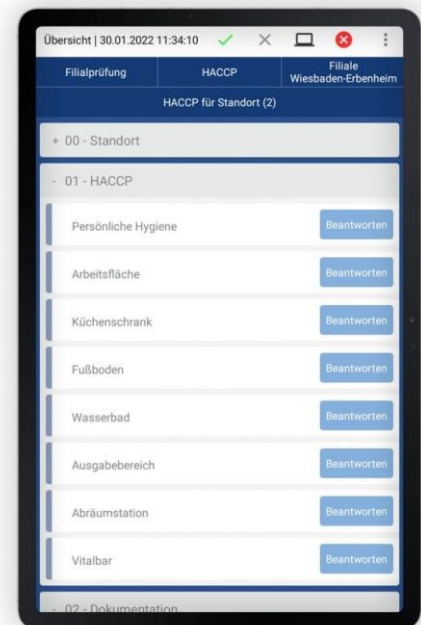 Übersicht | 30.01.2022 11:34:10
Filialprüfung HACCP Filiale
Wiesbaden-Erbenheim
HACCP für Standort (2)
+ 00 - Standort
- 01 - HACCP
Persönliche Hygiene Beantworten
Arbeitsfläche Beantworten
Küchenschrank Beantworten
Fußboden Beantworten
Wasserbad Beantworten
Ausgabebereich Beantworten
Abräumstation Beantworten
Vitalbar Beantworten
- 02 - Dokumentation